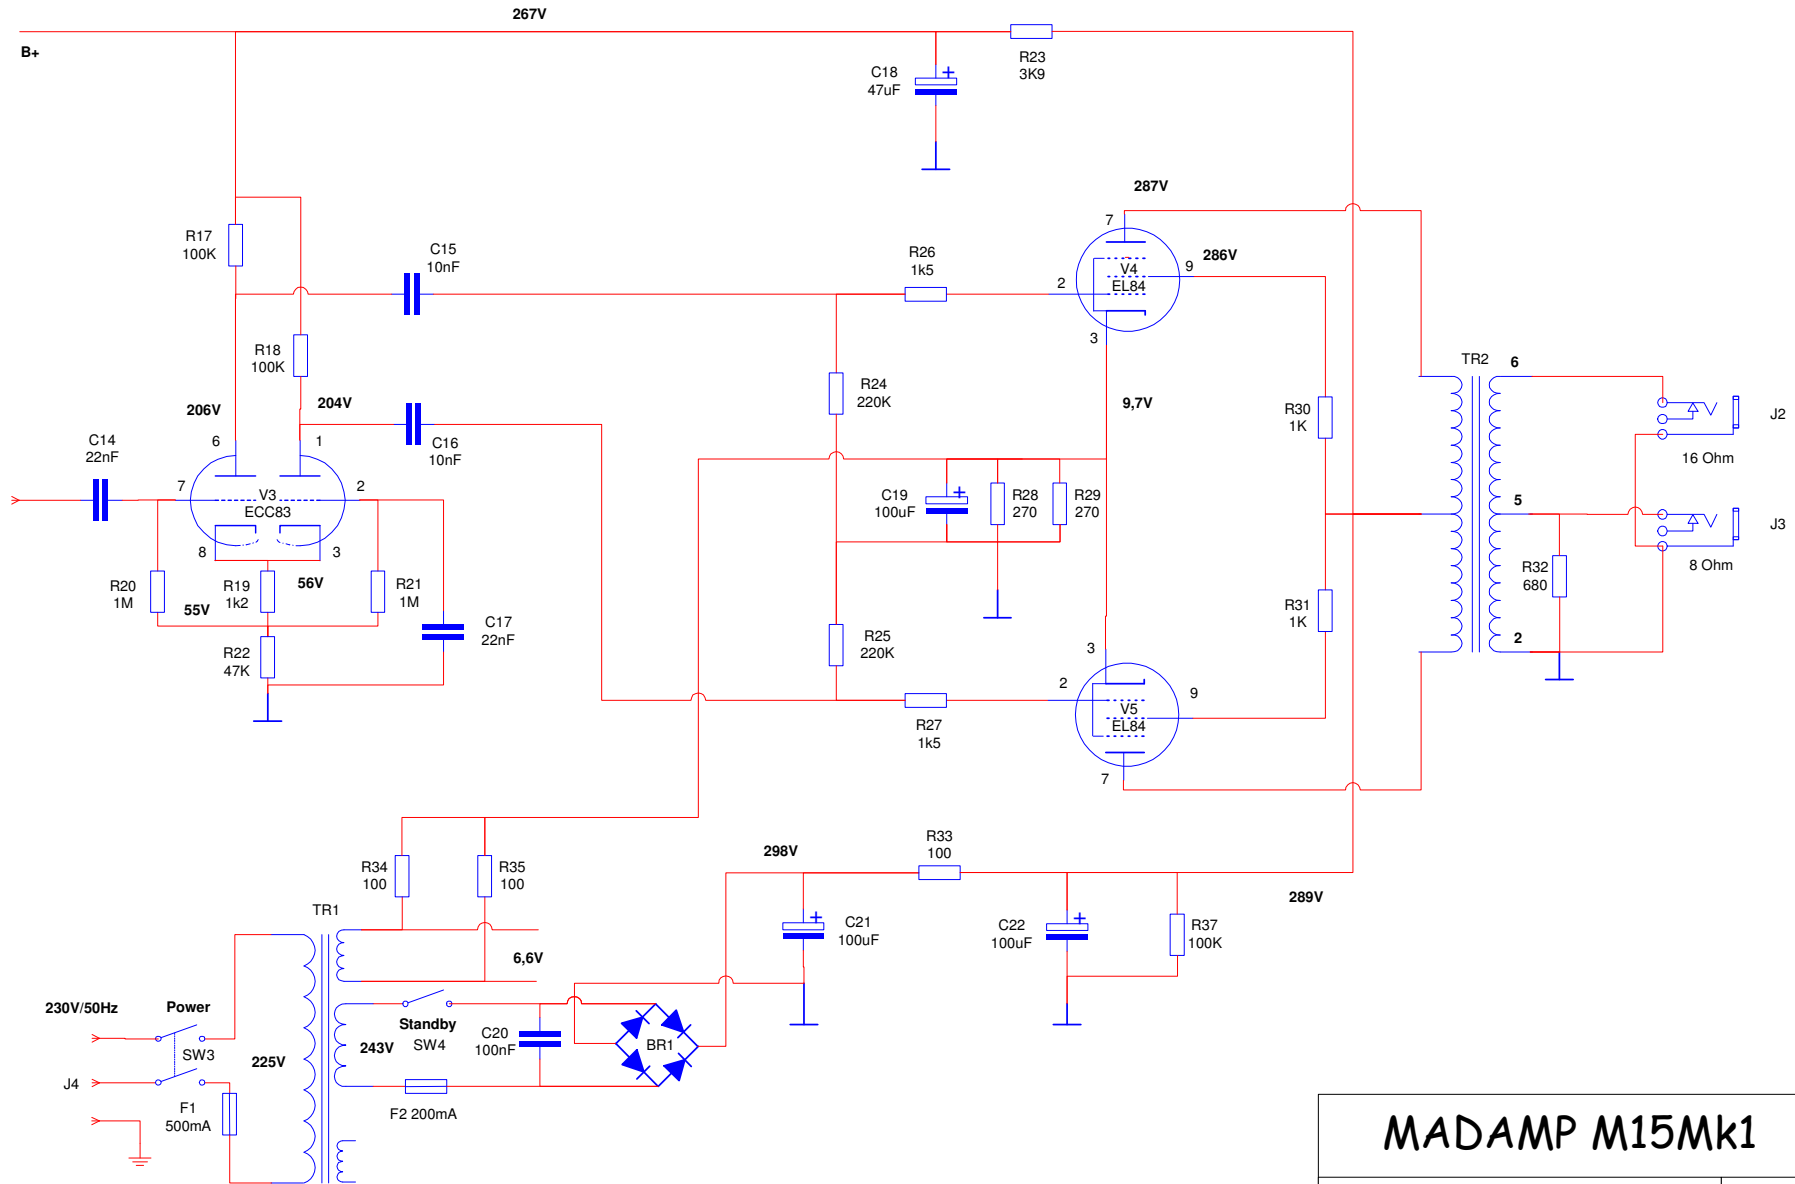 267V
B+
R23
3K9
C18
47uF
+
287V
7
R17
100K
C15
10nF
R26
1k5
V4
EL84
286V
9
2
3
R18
100K
TR2
6
206V
204V
R24
220K
9,7V
R30
1K
J2
C14
22nF
6
1
C16
10nF
16 Ohm
7
V3
ECC83
2
C19
100uF
+
R28
270
R29
270
5
J3
8
3
8 Ohm
R20
1M
R19
1k2
56V
R21
1M
55V
R32
680
R31
1K
C17
22nF
R22
47K
R25
220K
2
3
2
9
V5
EL84
R27
1k5
7
R34
100
R35
100
298V
R33
100
289V
TR1
C21
100uF
+
C22
100uF
+
R37
100K
6,6V
230V/50Hz
Power
Standby
SW4
C20
100nF
BR1
SW3
225V
243V
J4
F1
500mA
F2 200mA
MADAMP M15Mk1